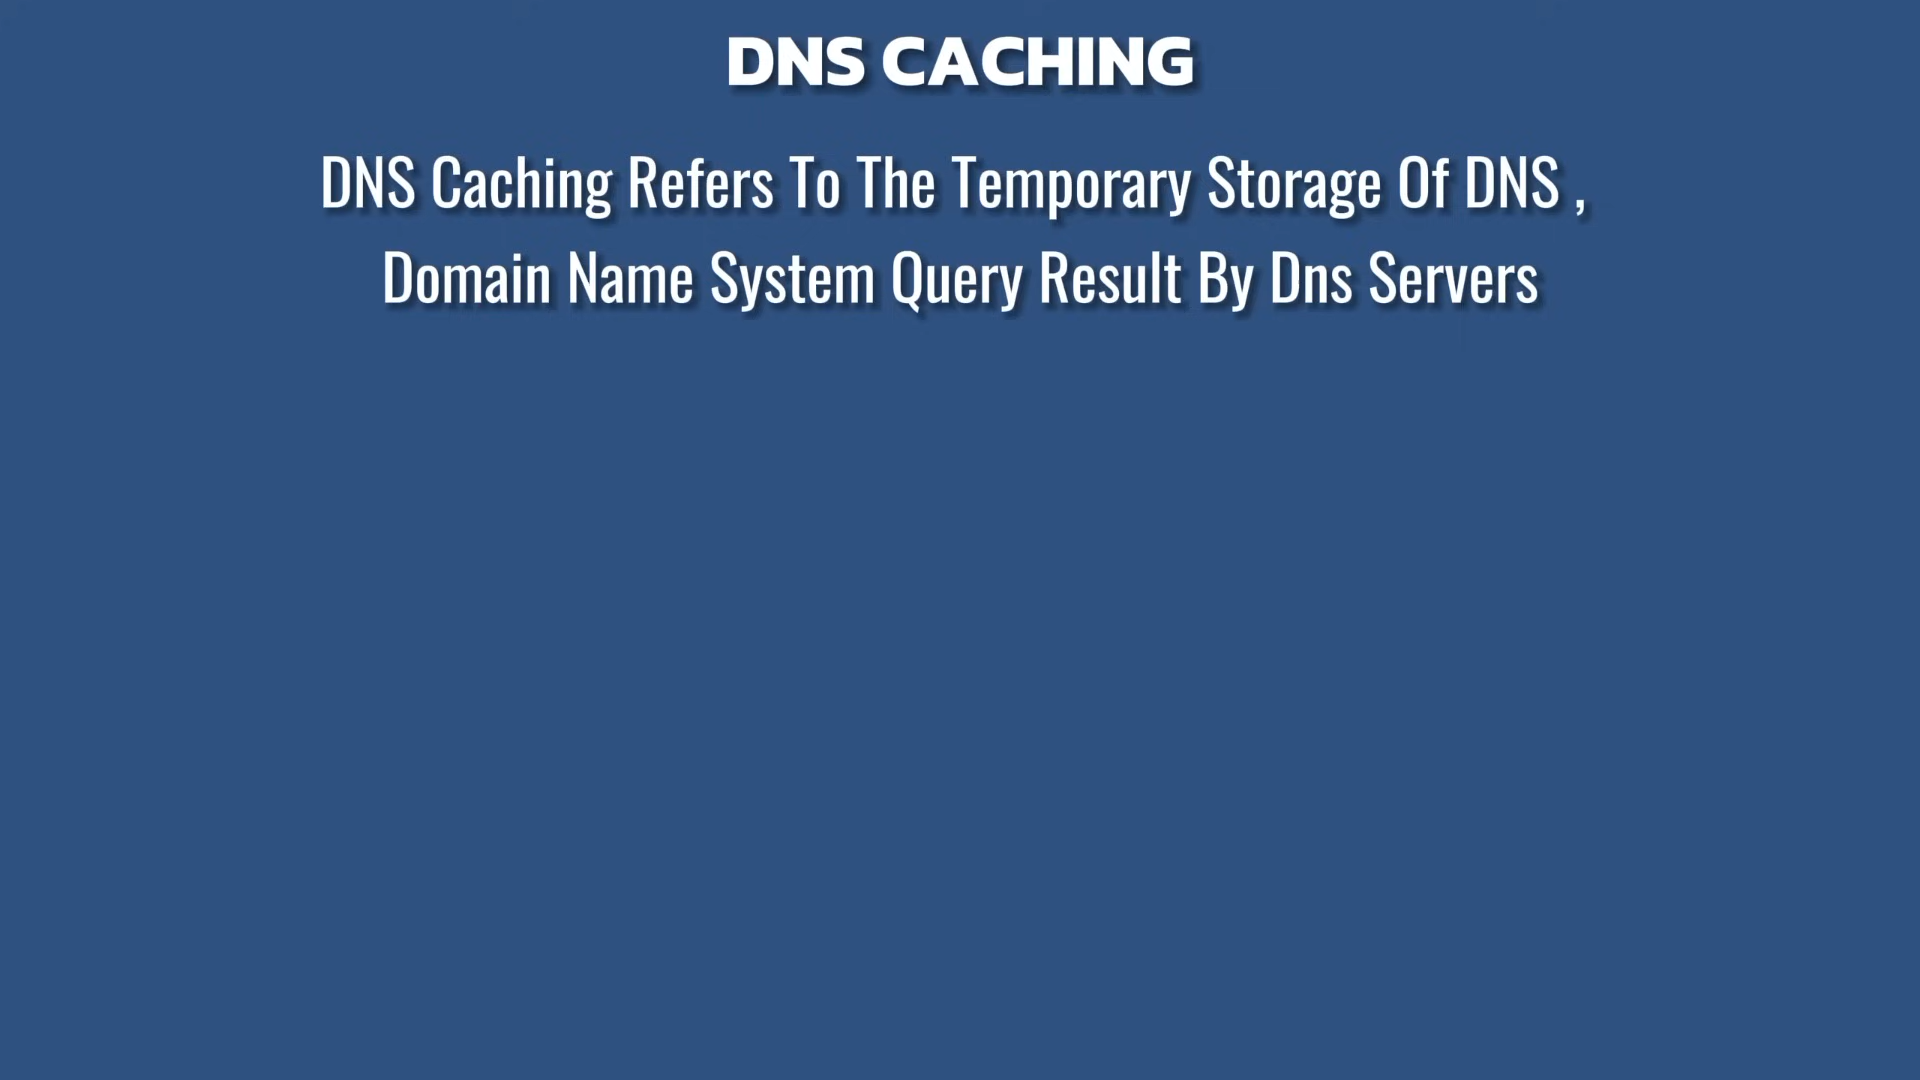 DNS CACHING
DNS Caching Refers To The Temporary Storage Of DNS ,
Domain Name System Query Result By Dns Servers